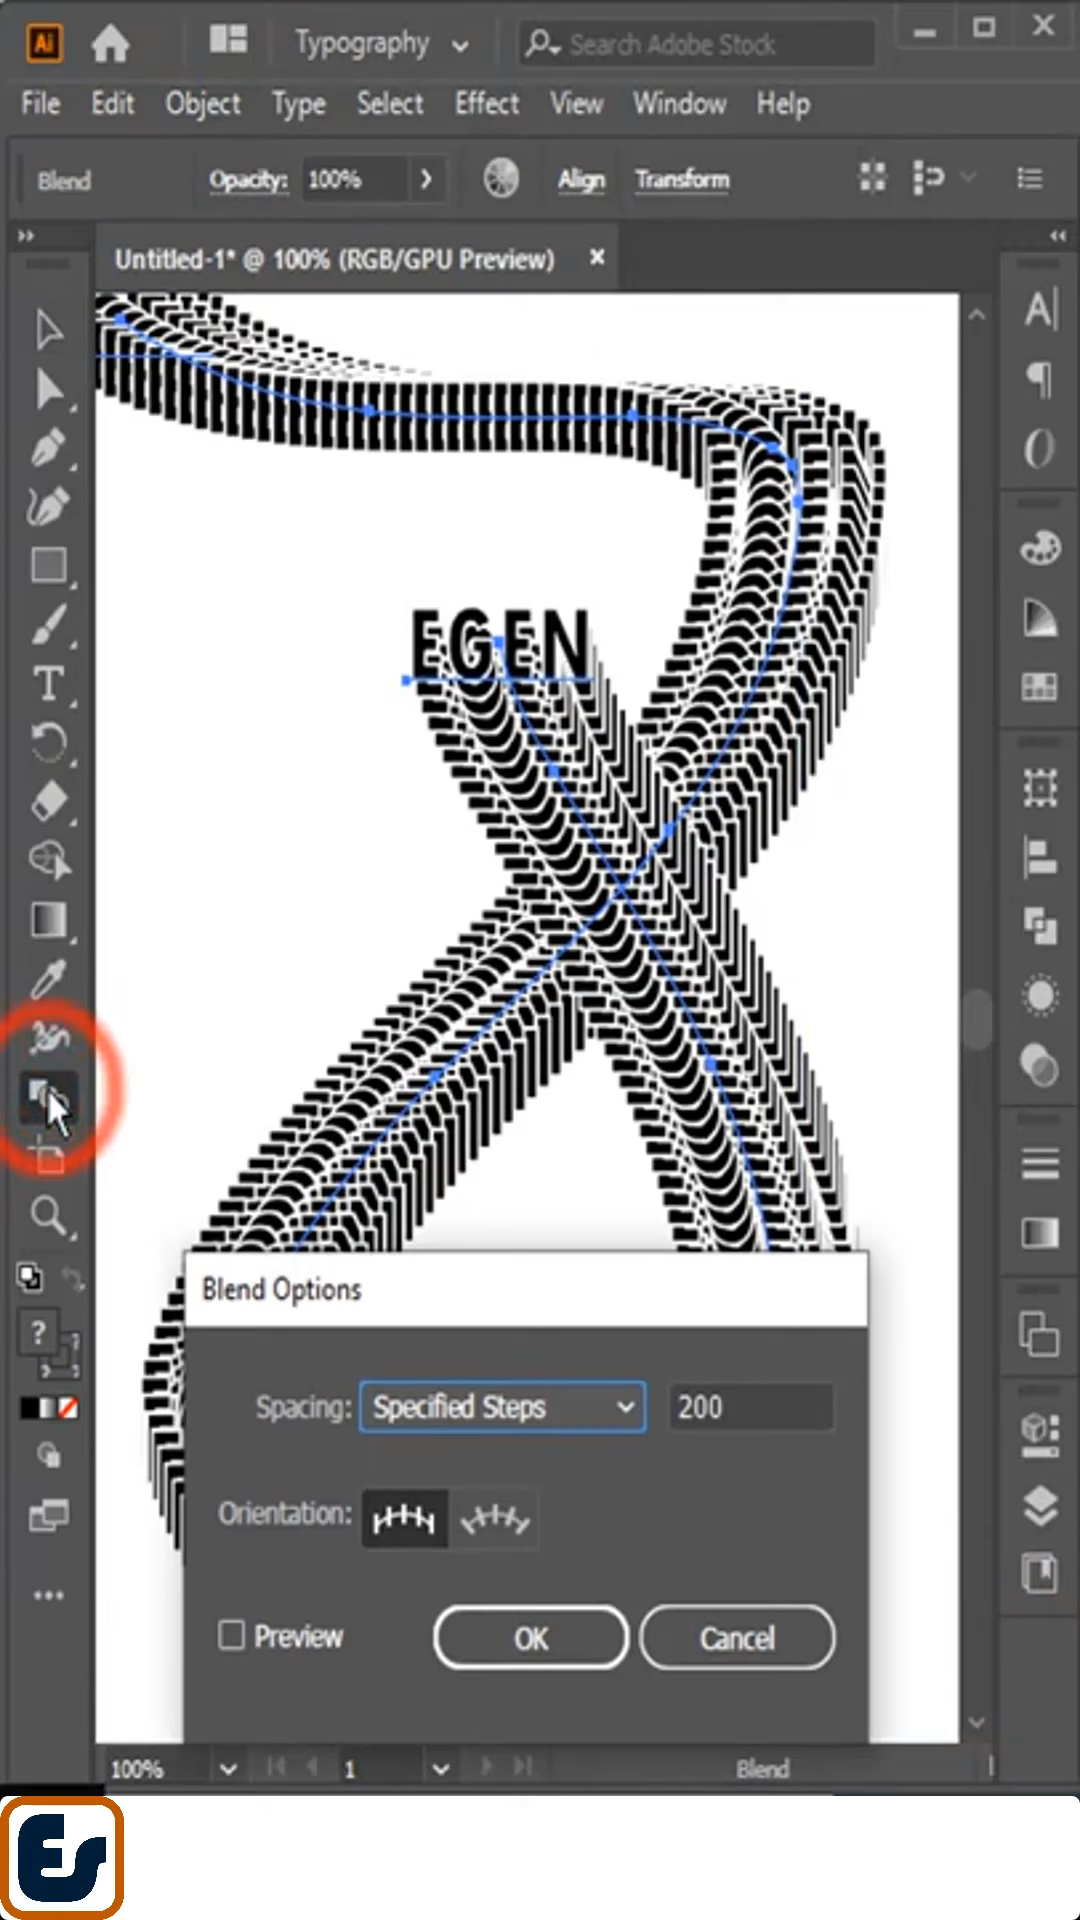 Ai
Typography
Search Adobe Stock
File Edit Object Type Select Effect View Window Help
Blend Opacity: 100% Align Transform
Untitled-1* @ 100% (RGB/GPU Preview) ×
EGEN
Blend Options
Spacing: Specified Steps 200
Orientation:
Preview OK Cancel
100% 1 Blend
Es